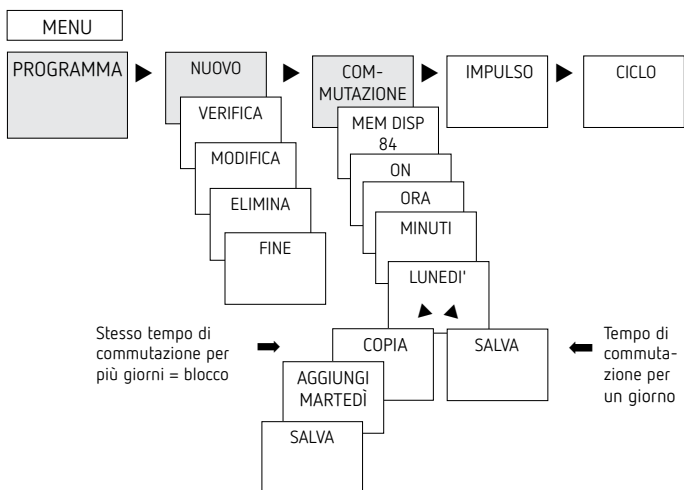 MENU
PROGRAMMA
NUOVO
VERIFICA
MODIFICA
ELIMINA
FINE
COM-
MUTAZIONE
MEM DISP
84
ON
ORA
MINUTI
LUNEDI'
IMPULSO
CICLO
Stesso tempo di
commutazione per
più giorni = blocco
COPIA
AGGIUNGI
MARTEDÌ
SALVA
SALVA
Tempo di
commuta-
zione per
un giorno